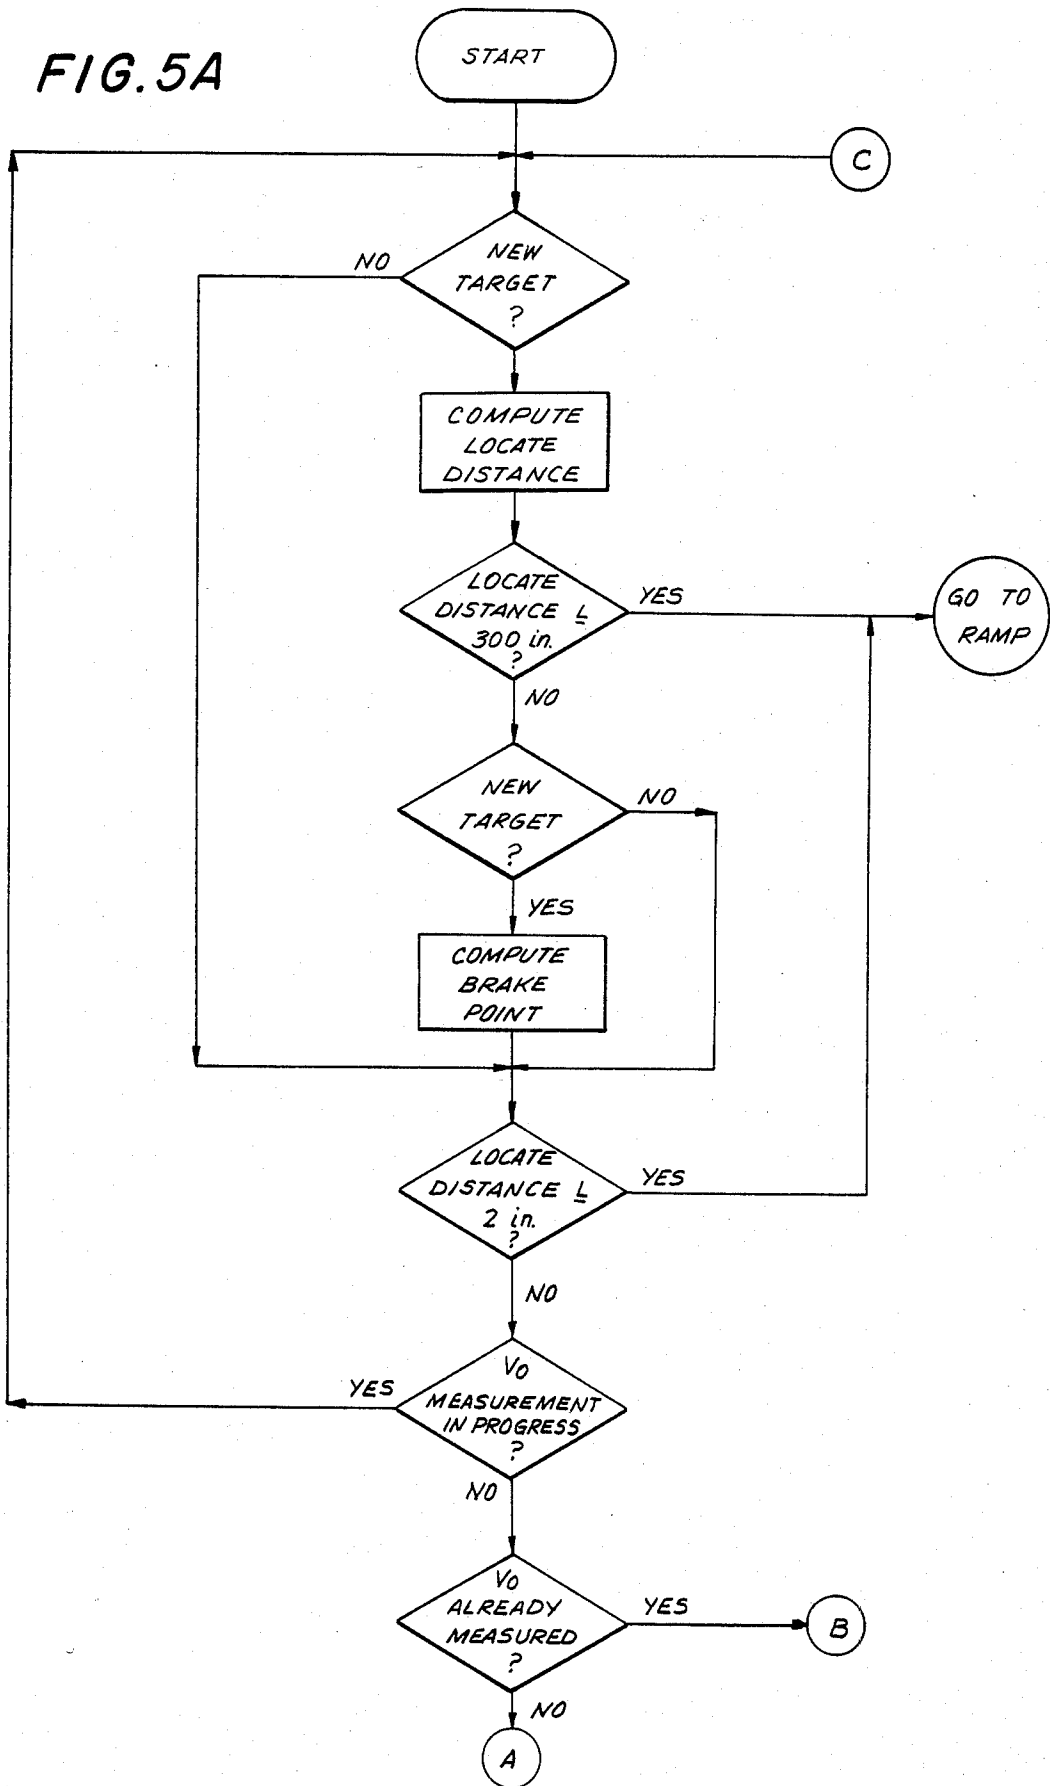 FIG. 5A
START
C
NEW
TARGET
?
NO
COMPUTE
LOCATE
DISTANCE
LOCATE
DISTANCE L
300 in.
?
YES
GO TO
RAMP
NO
NEW
TARGET
?
NO
YES
COMPUTE
BRAKE
POINT
LOCATE
DISTANCE L
2 in.
?
YES
NO
Vo
MEASUREMENT
IN PROGRESS
?
YES
NO
Vo
ALREADY
MEASURED
?
YES
B
NO
A